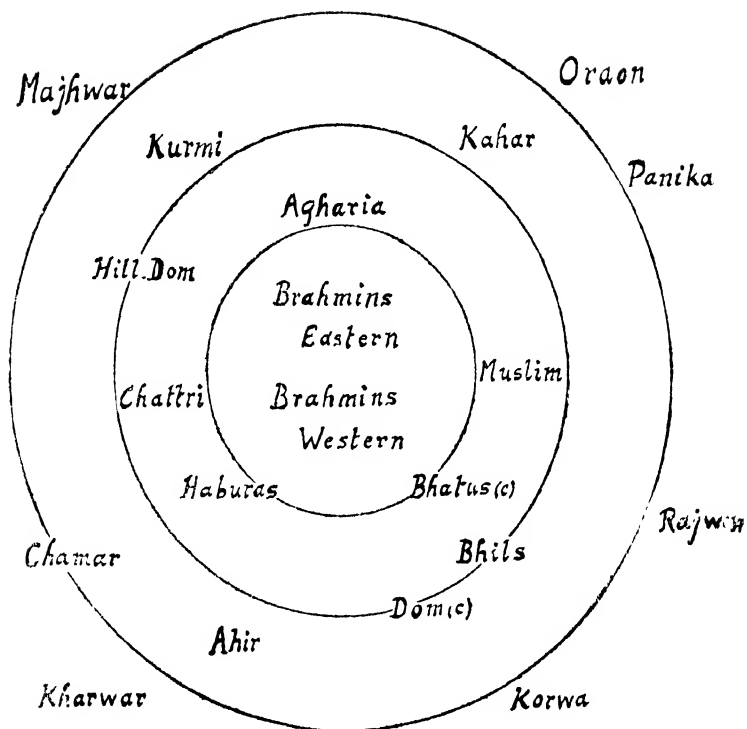 Majhwar
Oraon
Kurmi
Kahar
Panika
Agharia
Hill. Dom
Brahmins
Eastern
Chattri
Brahmins
Western
Muslim
Haburas
Bhatus (c)
Chamar
Bhils
Dom (c)
Ahir
Kharwar
Korwa